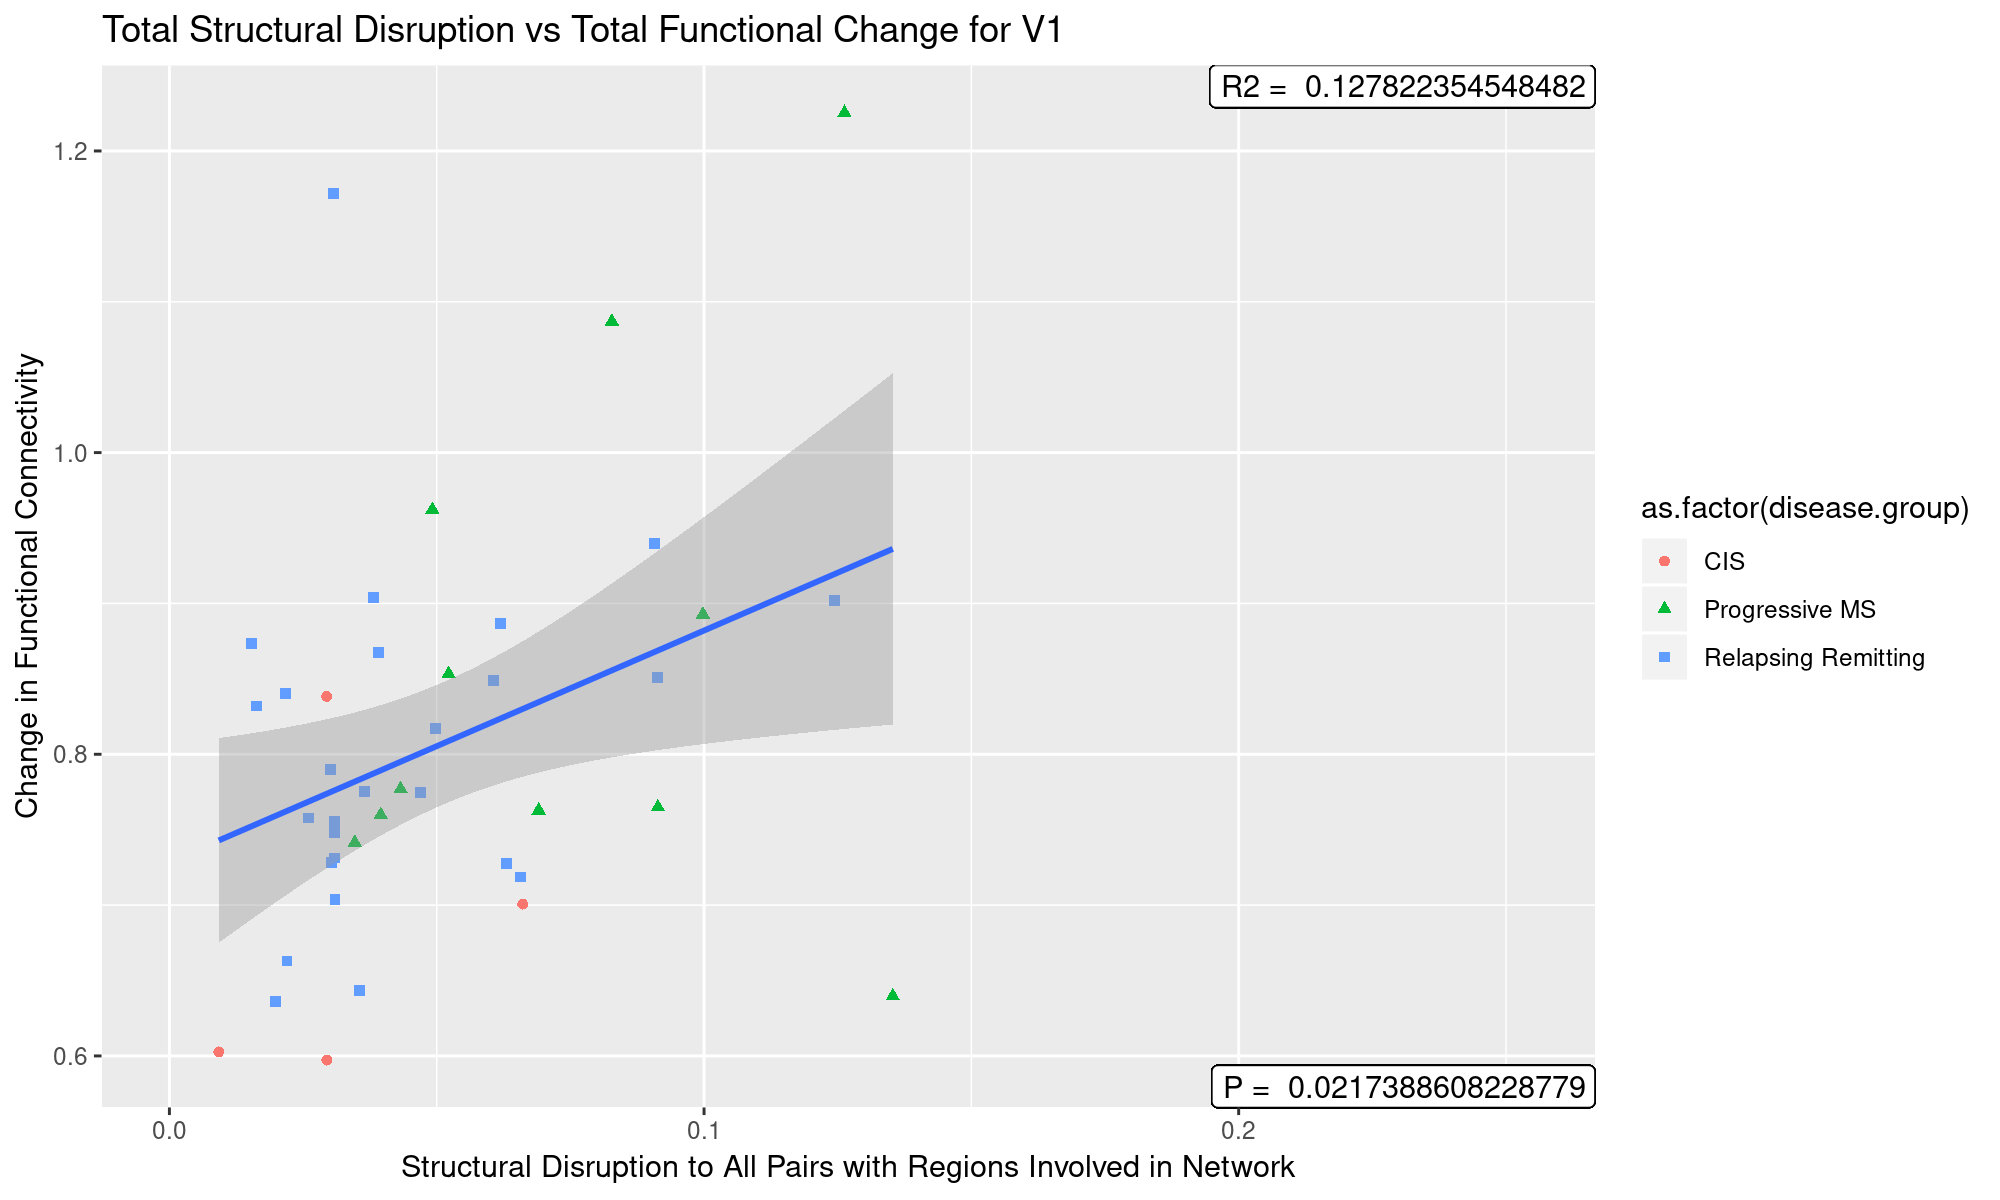 Total Structural Disruption vs Total Functional Change for V1
R2 =  0.127822354548482
1.2
1.0
0.8
0.6
Change in Functional Connectivity
as.factor(disease.group)
CIS
Progressive MS
Relapsing Remitting
P =  0.0217388608228779
0.0
0.1
0.2
Structural Disruption to All Pairs with Regions Involved in Network